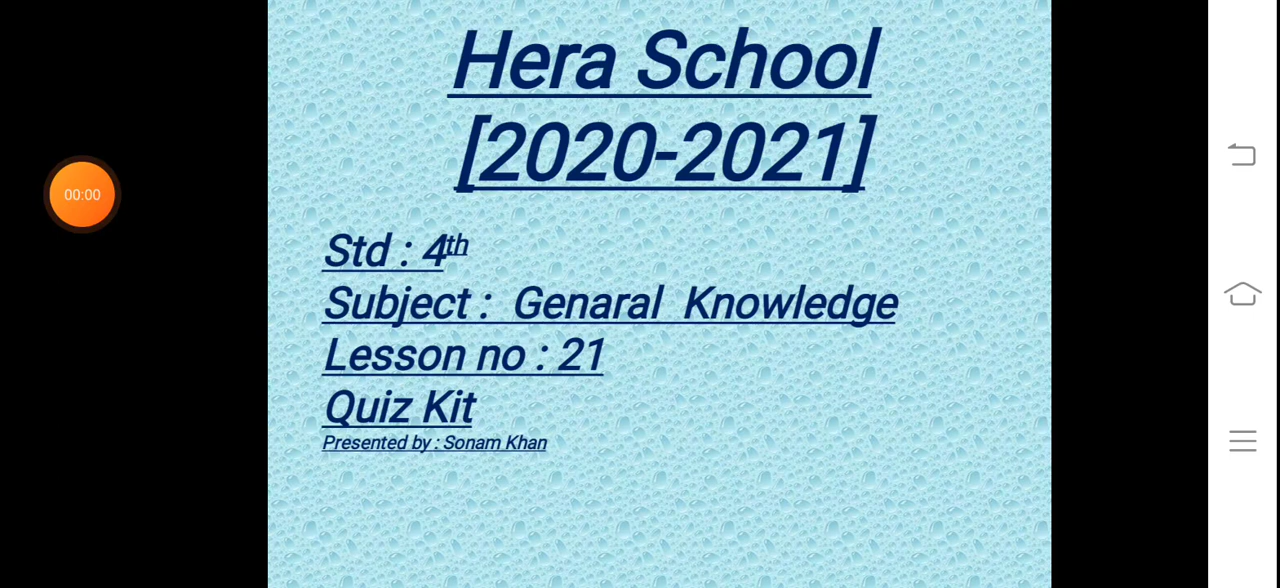 Hera School
[2020-2021]
00:00
Std : 4th
Subject : Genaral Knowledge
Lesson no : 21
Quiz Kit
Presented by : Sonam Khan